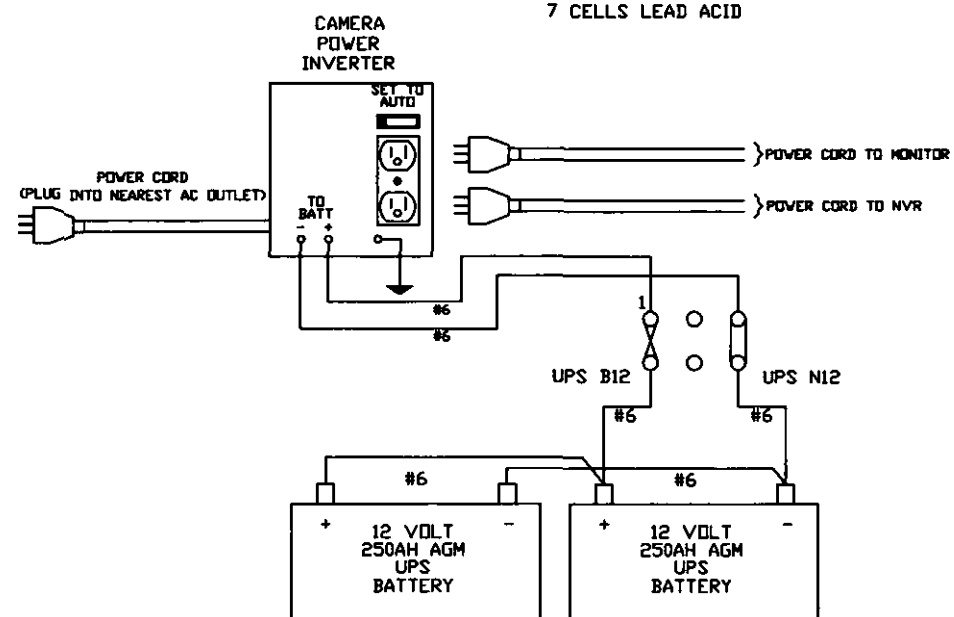 7 CELLS LEAD ACID
CAMERA
POWER
INVERTER
SET TO
AUTO
POWER CORD TO MONITOR
POWER CORD
(PLUG INTO NEAREST AC OUTLET)
POWER CORD TO NVR
TO
BATT
- +
#6
#6
1
UPS B12
UPS N12
#6
#6
#6
#6
+ -
12 VOLT
250AH AGM
UPS
BATTERY
+ -
12 VOLT
250AH AGM
UPS
BATTERY